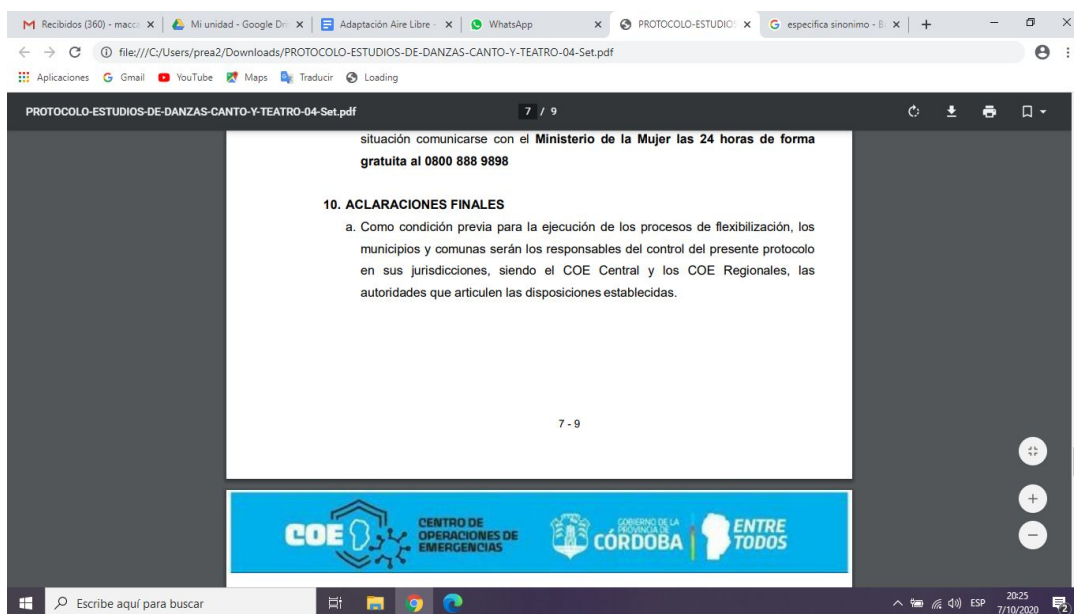 Recibidos (360) - macca
Mi unidad - Google Dri
Adaptación Aire Libre -
WhatsApp
PROTOCOLO-ESTUDIOS
especifica sinonimo - B
file:///C:/Users/prea2/Downloads/PROTOCOLO-ESTUDIOS-DE-DANZAS-CANTO-Y-TEATRO-04-Set.pdf
Aplicaciones Gmail YouTube Maps Traducir Loading
PROTOCOLO-ESTUDIOS-DE-DANZAS-CANTO-Y-TEATRO-04-Set.pdf
7 / 9
situación comunicarse con el Ministerio de la Mujer las 24 horas de forma
gratuita al 0800 888 9898
10. ACLARACIONES FINALES
a. Como condición previa para la ejecución de los procesos de flexibilización, los
municipios y comunas serán los responsables del control del presente protocolo
en sus jurisdicciones, siendo el COE Central y los COE Regionales, las
autoridades que articulen las disposiciones establecidas.
7 - 9
COE
CENTRO DE
OPERACIONES DE
EMERGENCIAS
GOBIERNO DE LA
PROVINCIA DE
CÓRDOBA
ENTRE
TODOS
Escribe aquí para buscar
ESP
20:25
7/10/2020
2